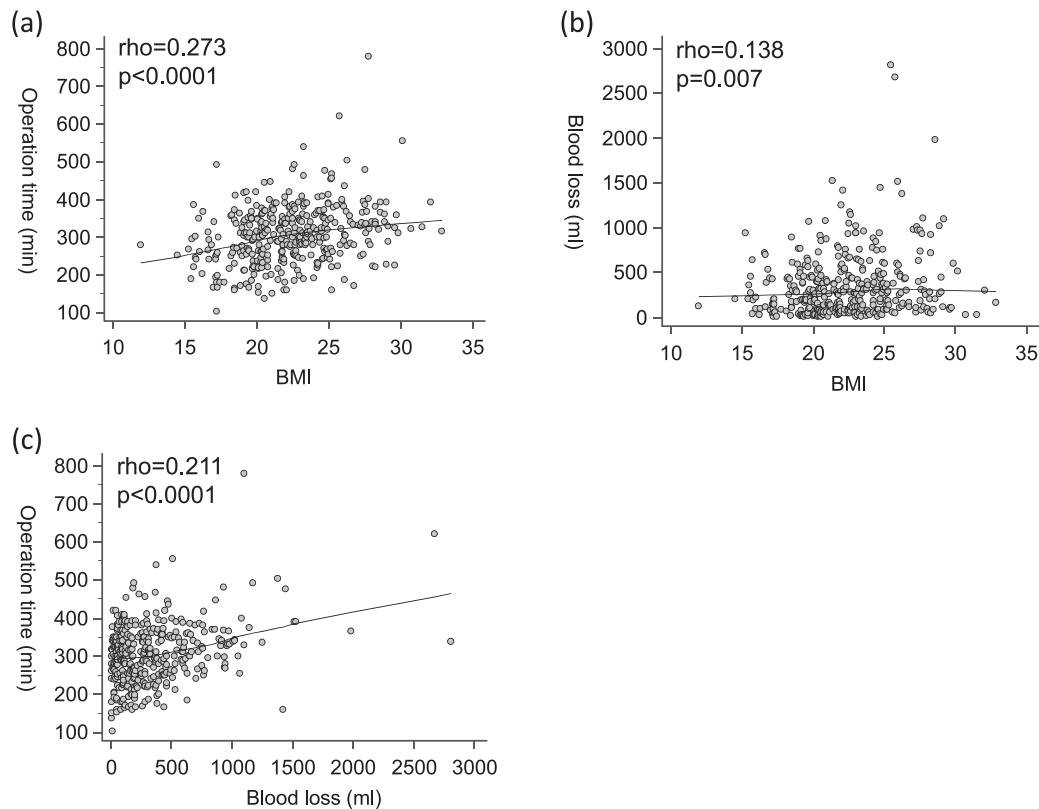 (a)
rho=0.273
p<0.0001
Operation time (min)
800
700
600
500
400
300
200
100
10 15 20 25 30 35
BMI
(b)
rho=0.138
p=0.007
Blood loss (ml)
3000
2500
2000
1500
1000
500
0
10 15 20 25 30 35
BMI
(c)
rho=0.211
p<0.0001
Operation time (min)
800
700
600
500
400
300
200
100
0 500 1000 1500 2000 2500 3000
Blood loss (ml)